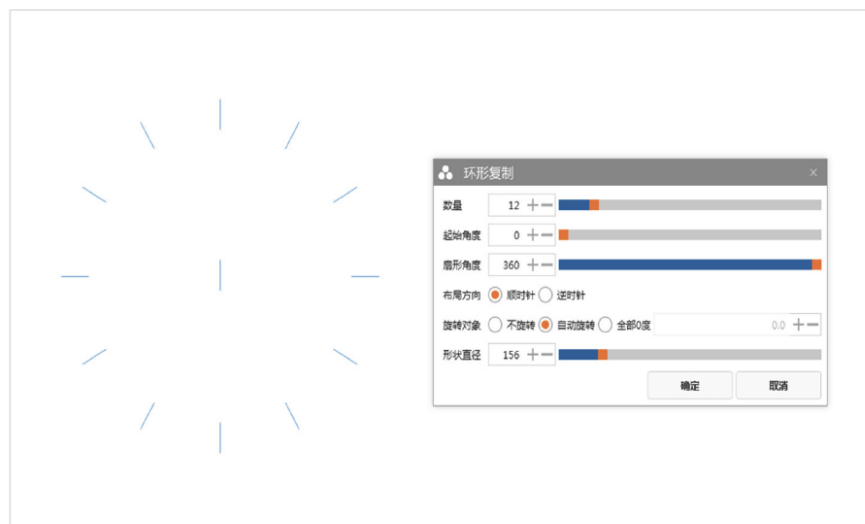 环形复制
数量 12
起始角度 0
扇形角度 360
布局方向 顺时针 逆时针
旋转对象 不旋转 自动旋转 全部0度 0.0
形状直径 156
确定 取消